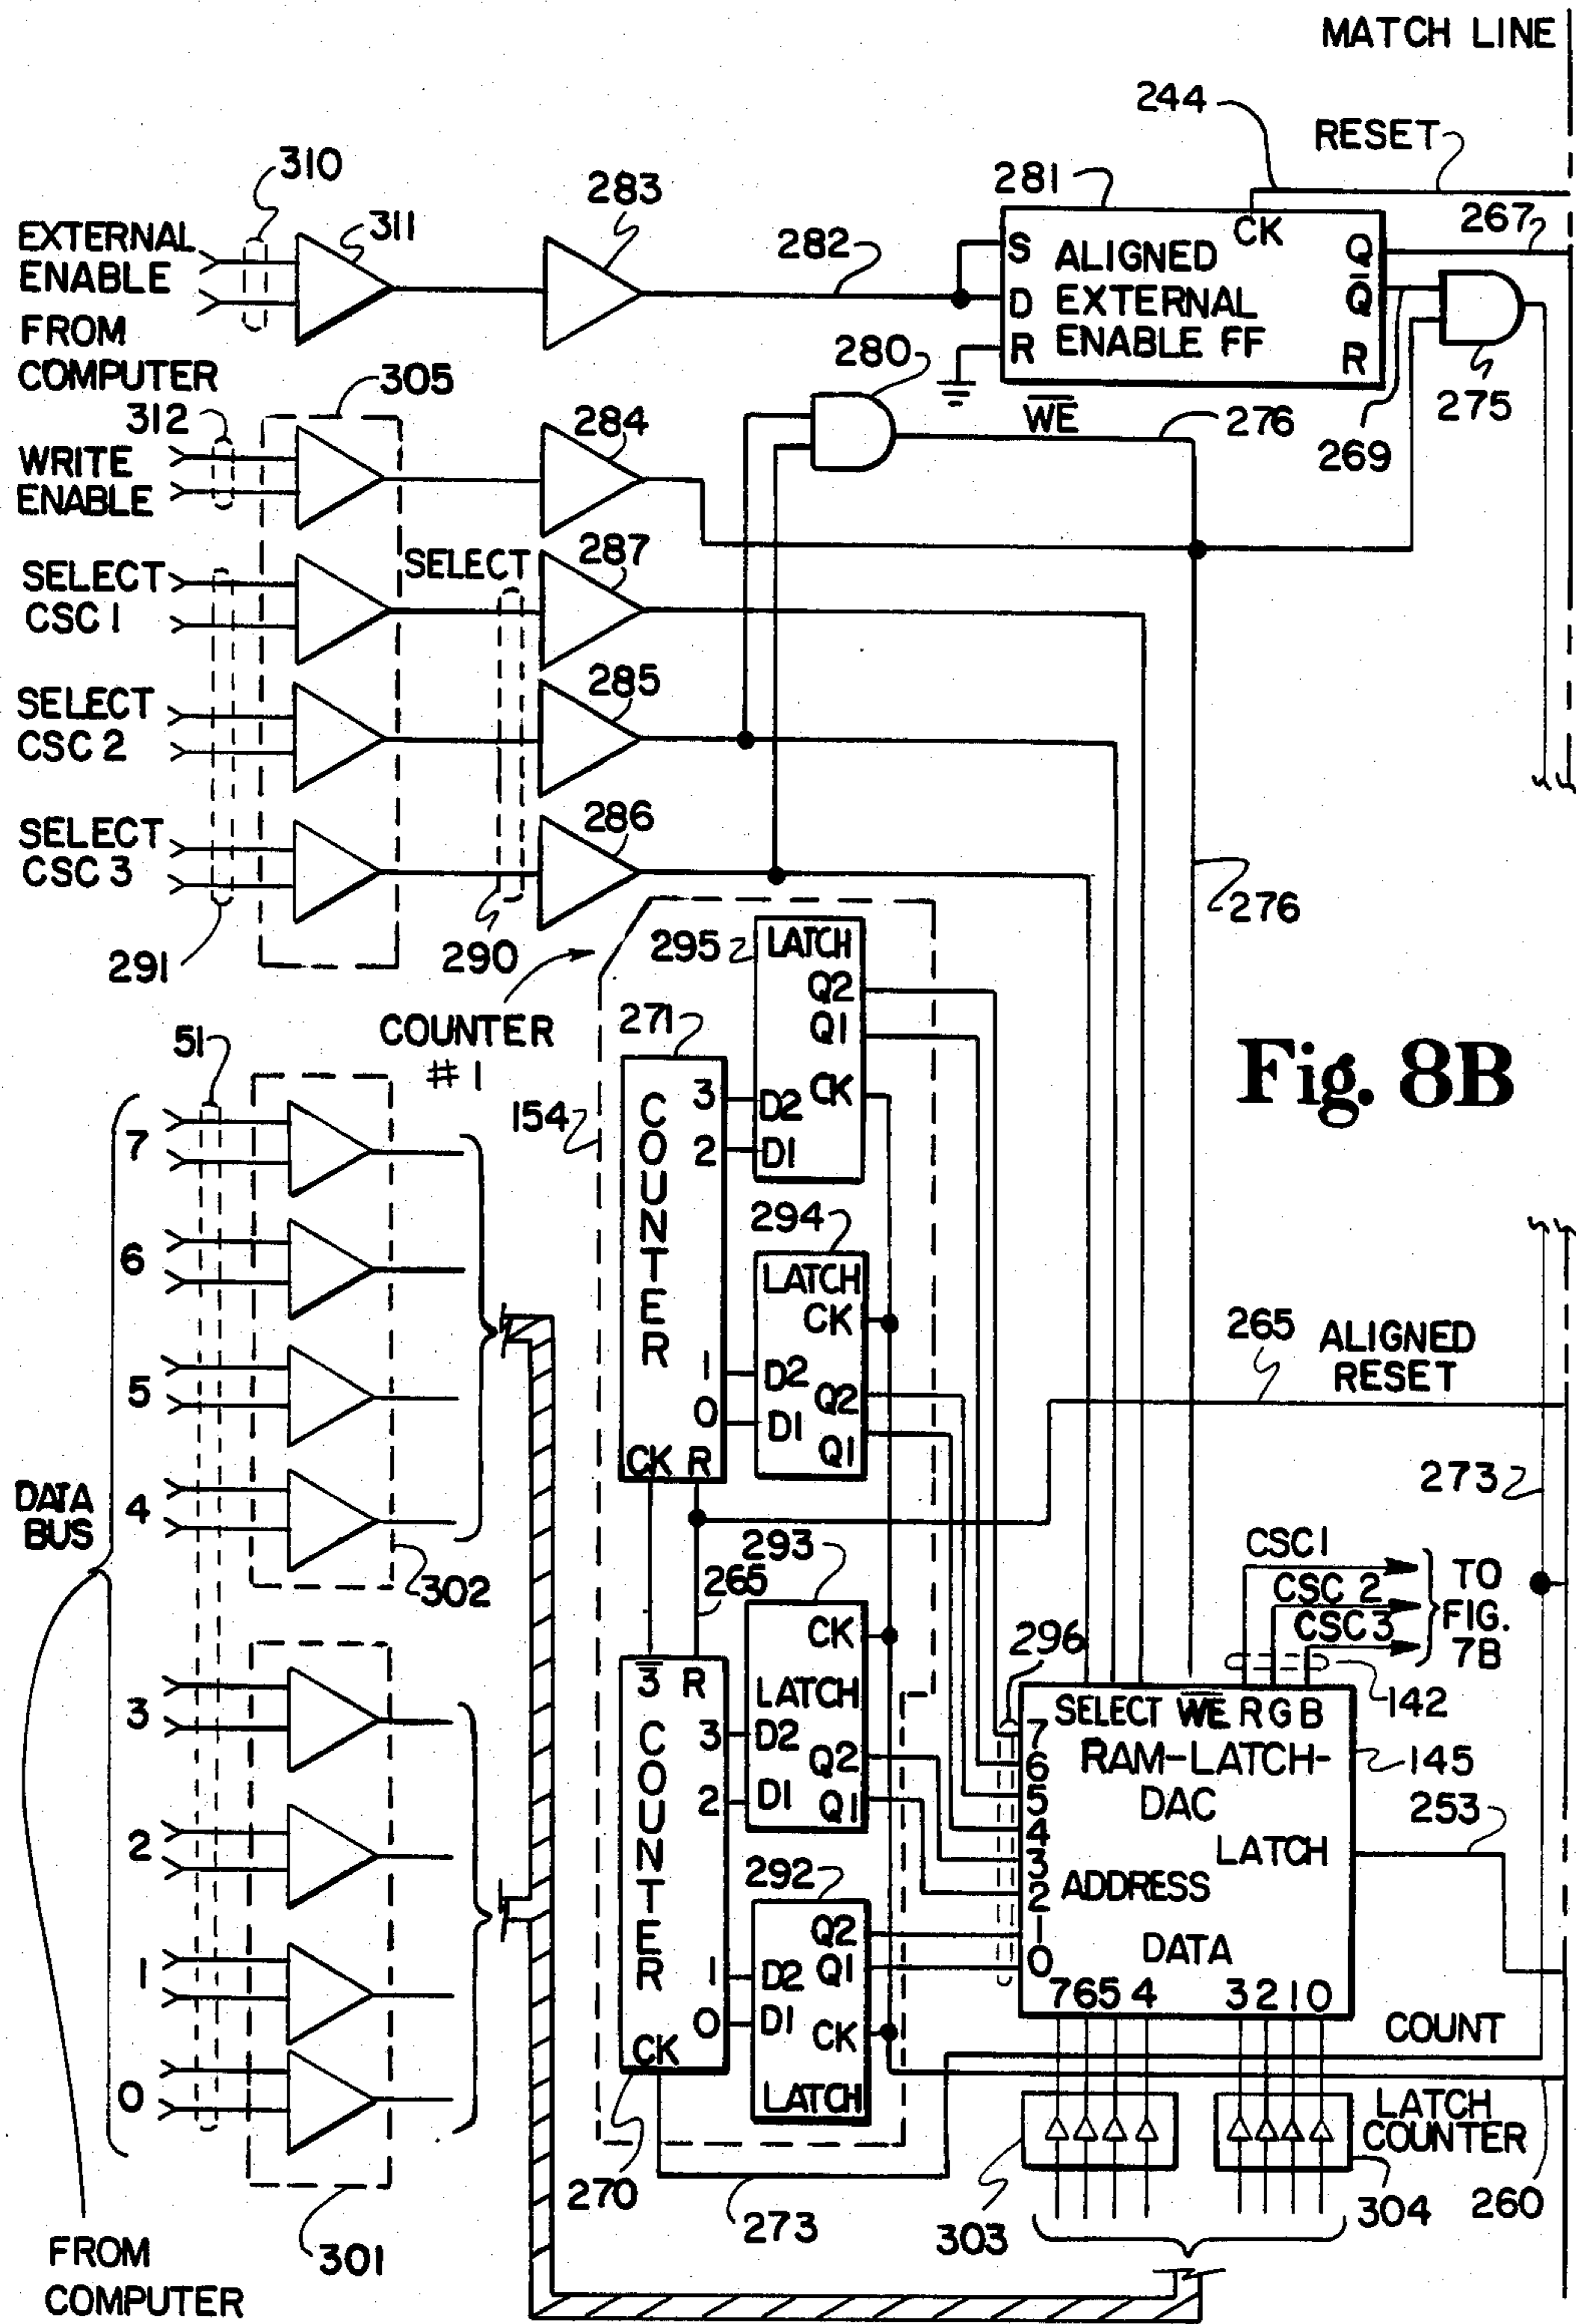 MATCH LINE
244
RESET
310
283
281
CK
267
EXTERNAL
ENABLE
FROM
COMPUTER
311
282
S
D
R
ALIGNED
EXTERNAL
ENABLE FF
Q
Q̅
R
280
275
269
W̅E̅
276
305
312
284
WRITE
ENABLE
SELECT
CSC 1
SELECT
287
SELECT
CSC 2
285
SELECT
CSC 3
286
291
290
276
COUNTER
#1
295
LATCH
Q2
Q1
CK
D2
D1
271
COUNTER
3
2
1
0
CK R
154
Fig. 8B
51
7
6
5
4
DATA
BUS
302
294
LATCH
CK
D2
D1
Q2
Q1
265
ALIGNED
RESET
273
293
265
CK
LATCH
D2
D1
Q2
Q1
CSC 1
CSC 2
CSC 3
TO
FIG.
7B
142
296
3̅ R
COUNTER
3
2
1
0
CK
3
2
1
0
SELECT W̅E̅ R G B
RAM-LATCH-
DAC
LATCH
ADDRESS
DATA
7
6
5
4
3
2
1
0
7 6 5 4
3 2 1 0
145
253
292
Q2
Q1
D2
D1
CK
LATCH
COUNT
LATCH
COUNTER
270
273
303
304
260
301
FROM
COMPUTER